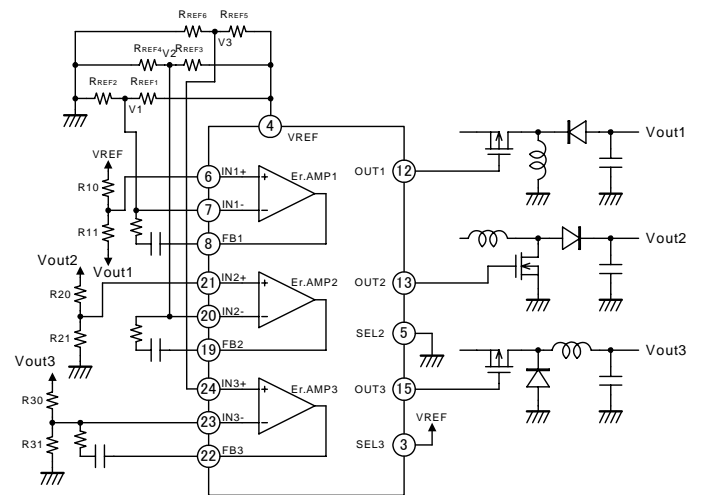 RREF6 RREF5
V3
RREF4 V2 RREF3
RREF2 RREF1
V1
4
VREF
VREF
R10
R11
Vout1
6 IN1+
7 IN1-
8 FB1
Er.AMP1
+
-
OUT1 12
Vout1
Vout2
R20
R21
21 IN2+
20 IN2-
19 FB2
Er.AMP2
+
-
OUT2 13
Vout2
SEL2 5
Vout3
R30
R31
24 IN3+
23 IN3-
22 FB3
Er.AMP3
+
-
OUT3 15
Vout3
VREF
SEL3 3